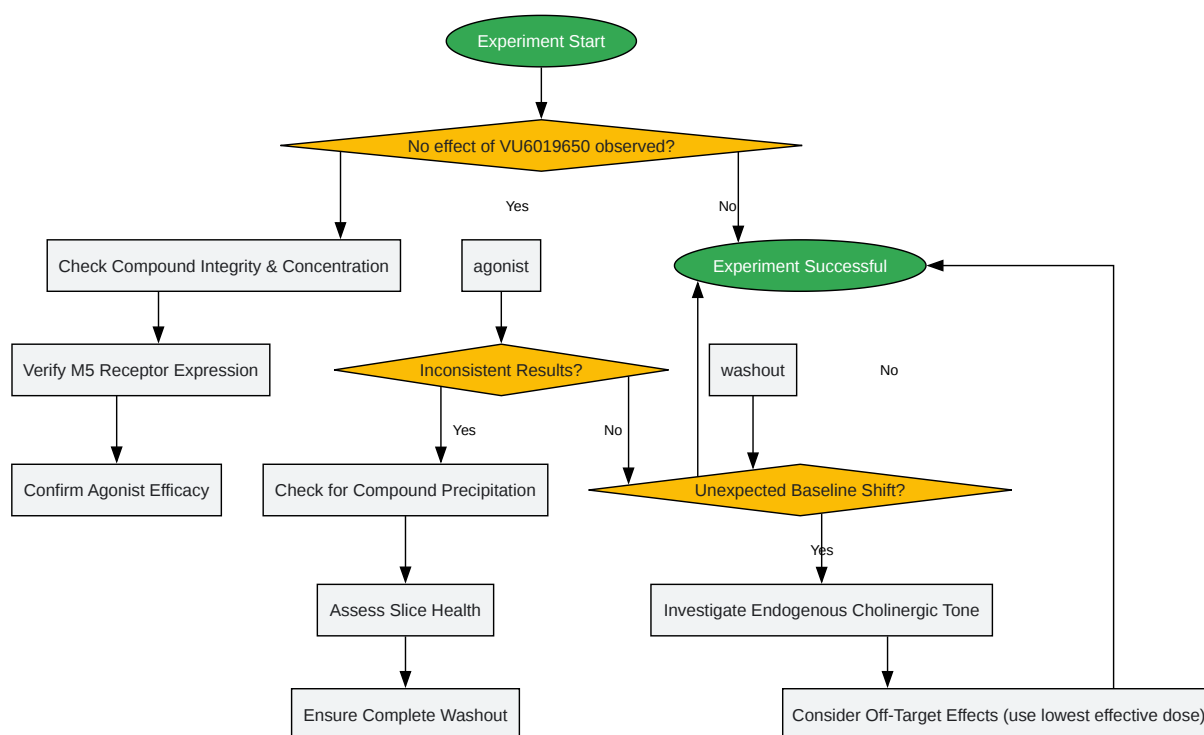 Experiment Start
No effect of VU6019650 observed?
Yes
No
Check Compound Integrity & Concentration
agonist
Experiment Successful
Verify M5 Receptor Expression
Inconsistent Results?
washout
No
Yes
No
Confirm Agonist Efficacy
Check for Compound Precipitation
Unexpected Baseline Shift?
Yes
Assess Slice Health
Investigate Endogenous Cholinergic Tone
Ensure Complete Washout
Consider Off-Target Effects (use lowest effective dose)